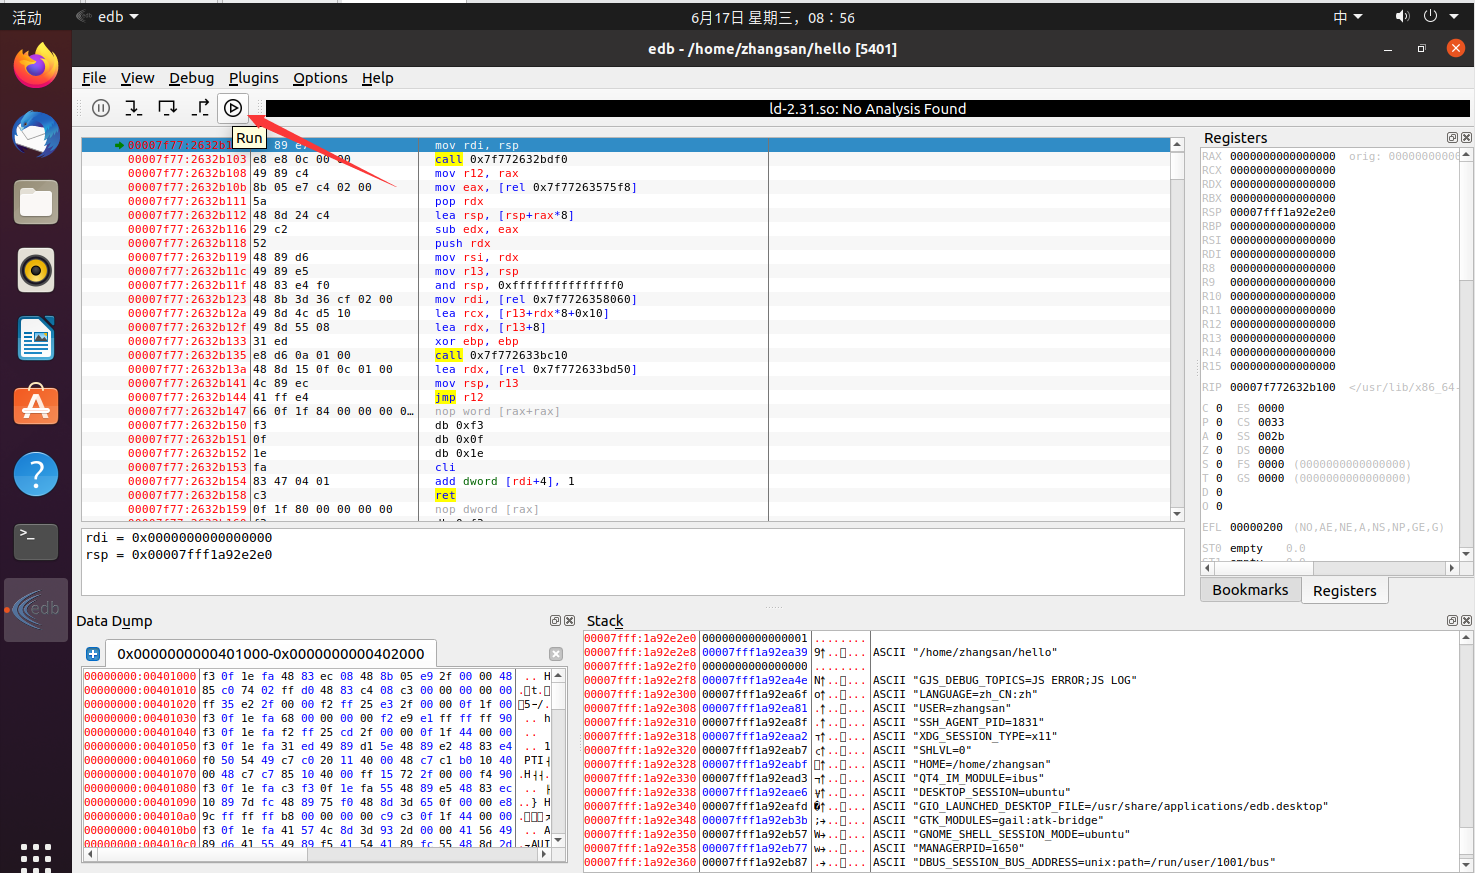 活动 edb 6月17日 星期三，08：56 中
edb - /home/zhangsan/hello [5401]
File View Debug Plugins Options Help
ld-2.31.so: No Analysis Found
Run
00007f77:2632b1 89 e7 mov rdi, rsp
00007f77:2632b103 e8 e8 0c 00 00 call 0x7f772632bdf0
00007f77:2632b108 49 89 c4 mov r12, rax
00007f77:2632b10b 8b 05 e7 c4 02 00 mov eax, [rel 0x7f77263575f8]
00007f77:2632b111 5a pop rdx
00007f77:2632b112 48 8d 24 c4 lea rsp, [rsp+rax*8]
00007f77:2632b116 29 c2 sub edx, eax
00007f77:2632b118 52 push rdx
00007f77:2632b119 48 89 d6 mov rsi, rdx
00007f77:2632b11c 49 89 e5 mov r13, rsp
00007f77:2632b11f 48 83 e4 f0 and rsp, 0xfffffffffffffff0
00007f77:2632b123 48 8b 3d 36 cf 02 00 mov rdi, [rel 0x7f7726358060]
00007f77:2632b12a 49 8d 4c d5 10 lea rcx, [r13+rdx*8+0x10]
00007f77:2632b12f 49 8d 55 08 lea rdx, [r13+8]
00007f77:2632b133 31 ed xor ebp, ebp
00007f77:2632b135 e8 d6 0a 01 00 call 0x7f772633bc10
00007f77:2632b13a 48 8d 15 0f 0c 01 00 lea rdx, [rel 0x7f772633bd50]
00007f77:2632b141 4c 89 ec mov rsp, r13
00007f77:2632b144 41 ff e4 jmp r12
00007f77:2632b147 66 0f 1f 84 00 00 00 0… nop word [rax+rax]
00007f77:2632b150 f3 db 0xf3
00007f77:2632b151 0f db 0x0f
00007f77:2632b152 1e db 0x1e
00007f77:2632b153 fa cli
00007f77:2632b154 83 47 04 01 add dword [rdi+4], 1
00007f77:2632b158 c3 ret
00007f77:2632b159 0f 1f 80 00 00 00 00 nop dword [rax]
rdi = 0x0000000000000000
rsp = 0x00007fff1a92e2e0
Registers
RAX 0000000000000000 orig: 00000000000
RCX 0000000000000000
RDX 0000000000000000
RBX 0000000000000000
RSP 00007fff1a92e2e0
RBP 0000000000000000
RSI 0000000000000000
RDI 0000000000000000
R8 0000000000000000
R9 0000000000000000
R10 0000000000000000
R11 0000000000000000
R12 0000000000000000
R13 0000000000000000
R14 0000000000000000
R15 0000000000000000
RIP 00007f772632b100 </usr/lib/x86_64-
C 0 ES 0000
P 0 CS 0033
A 0 SS 002b
Z 0 DS 0000
S 0 FS 0000 (0000000000000000)
T 0 GS 0000 (0000000000000000)
D 0
O 0
EFL 00000200 (NO,AE,NE,A,NS,NP,GE,G)
ST0 empty 0.0
Bookmarks Registers
Data Dump
0x0000000000401000-0x0000000000402000
00000000:00401000 f3 0f 1e fa 48 83 ec 08 48 8b 05 e9 2f 00 00 48
00000000:00401010 85 c0 74 02 ff d0 48 83 c4 08 c3 00 00 00 00 00
00000000:00401020 ff 35 e2 2f 00 00 f2 ff 25 e3 2f 00 00 0f 1f 00
00000000:00401030 f3 0f 1e fa 68 00 00 00 00 f2 e9 e1 ff ff ff 90
00000000:00401040 f3 0f 1e fa f2 ff 25 cd 2f 00 00 0f 1f 44 00 00
00000000:00401050 f3 0f 1e fa 31 ed 49 89 d1 5e 48 89 e2 48 83 e4
00000000:00401060 f0 50 54 49 c7 c0 20 11 40 00 48 c7 c1 b0 10 40
00000000:00401070 00 48 c7 c7 85 10 40 00 ff 15 72 2f 00 00 f4 90
00000000:00401080 f3 0f 1e fa c3 f3 0f 1e fa 55 48 89 e5 48 83 ec
00000000:00401090 10 89 7d fc 48 89 75 f0 48 8d 3d 65 0f 00 00 e8
00000000:004010a0 9c ff ff ff b8 00 00 00 00 c9 c3 0f 1f 44 00 00
00000000:004010b0 f3 0f 1e fa 41 57 4c 8d 3d 93 2d 00 00 41 56 49
00000000:004010c0 89 d6 41 55 49 89 f5 41 54 41 89 fc 55 48 8d 2d
Stack
00007fff:1a92e2e0 0000000000000001 ........
00007fff:1a92e2e8 00007fff1a92ea39 ASCII "/home/zhangsan/hello"
00007fff:1a92e2f0 0000000000000000 ........
00007fff:1a92e2f8 00007fff1a92ea4e ASCII "GJS_DEBUG_TOPICS=JS ERROR;JS LOG"
00007fff:1a92e300 00007fff1a92ea6f ASCII "LANGUAGE=zh_CN:zh"
00007fff:1a92e308 00007fff1a92ea81 ASCII "USER=zhangsan"
00007fff:1a92e310 00007fff1a92ea8f ASCII "SSH_AGENT_PID=1831"
00007fff:1a92e318 00007fff1a92eaa2 ASCII "XDG_SESSION_TYPE=x11"
00007fff:1a92e320 00007fff1a92eab7 ASCII "SHLVL=0"
00007fff:1a92e328 00007fff1a92eabf ASCII "HOME=/home/zhangsan"
00007fff:1a92e330 00007fff1a92ead3 ASCII "QT4_IM_MODULE=ibus"
00007fff:1a92e338 00007fff1a92eae6 ASCII "DESKTOP_SESSION=ubuntu"
00007fff:1a92e340 00007fff1a92eafd ASCII "GIO_LAUNCHED_DESKTOP_FILE=/usr/share/applications/edb.desktop"
00007fff:1a92e348 00007fff1a92eb3b ASCII "GTK_MODULES=gail:atk-bridge"
00007fff:1a92e350 00007fff1a92eb57 ASCII "GNOME_SHELL_SESSION_MODE=ubuntu"
00007fff:1a92e358 00007fff1a92eb77 ASCII "MANAGERPID=1650"
00007fff:1a92e360 00007fff1a92eb87 ASCII "DBUS_SESSION_BUS_ADDRESS=unix:path=/run/user/1001/bus"